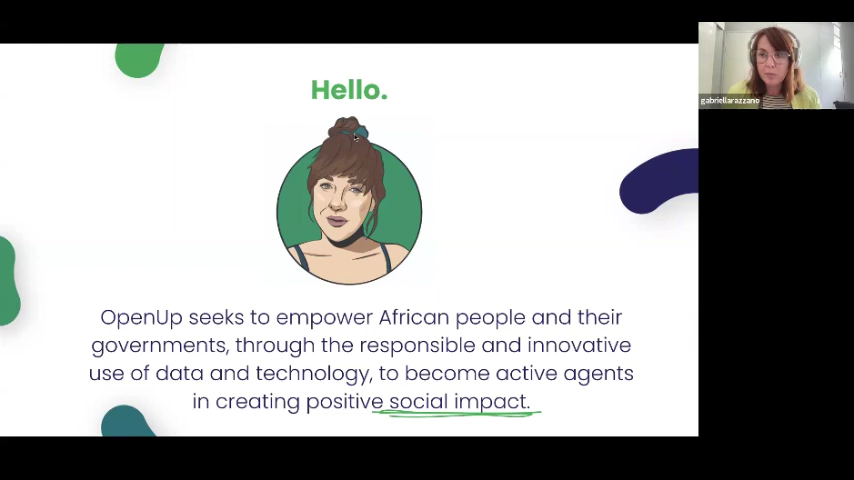 Hello.
OpenUp seeks to empower African people and their
governments, through the responsible and innovative
use of data and technology, to become active agents
in creating positive social impact.
gabriellarazzano